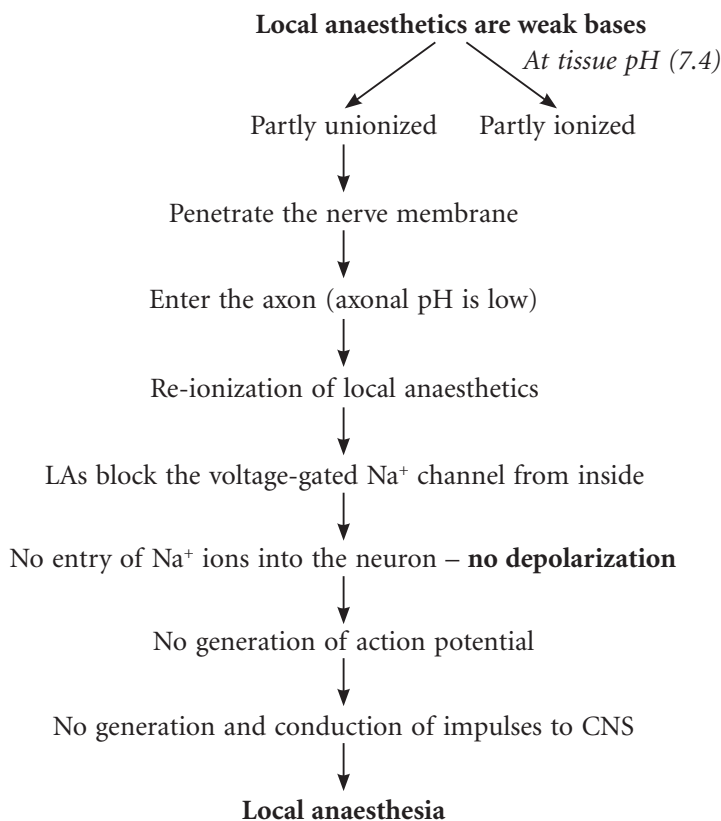 Local anaesthetics are weak bases
At tissue pH (7.4)
Partly unionized
Partly ionized
Penetrate the nerve membrane
Enter the axon (axonal pH is low)
Re-ionization of local anaesthetics
LAs block the voltage-gated Na⁺ channel from inside
No entry of Na⁺ ions into the neuron – no depolarization
No generation of action potential
No generation and conduction of impulses to CNS
Local anaesthesia